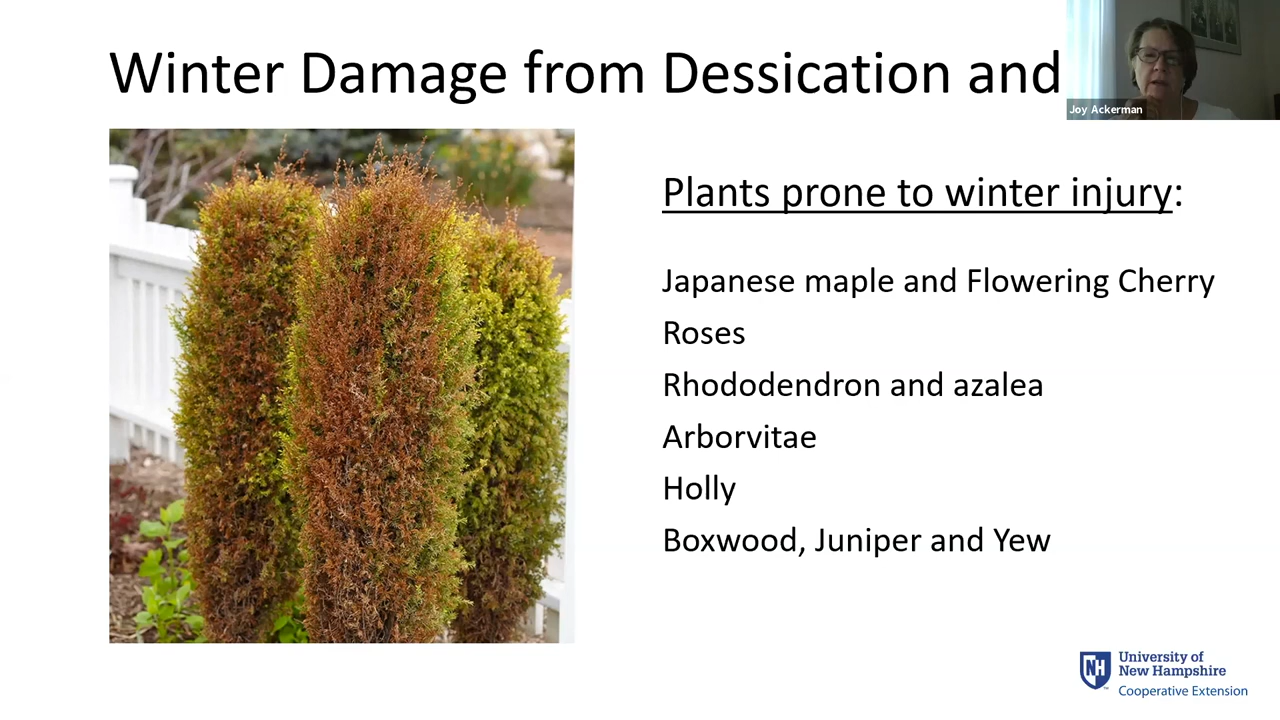 Winter Damage from Dessication and
Joy Ackerman
Plants prone to winter injury:
Japanese maple and Flowering Cherry
Roses
Rhododendron and azalea
Arborvitae
Holly
Boxwood, Juniper and Yew
NH
University of
New Hampshire
Cooperative Extension